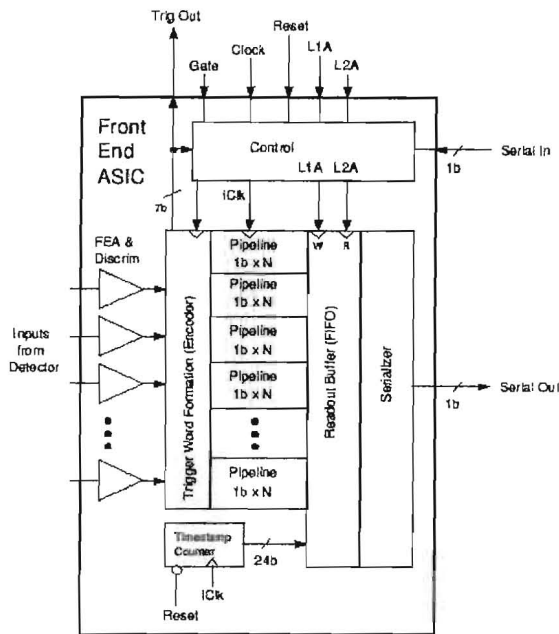 Trig Out
Reset
Clock
L1A
Gate
L2A
Front
End
ASIC
Control
L1A L2A
Serial In
1b
7b
IClk
FEA &
Discrim
W R
Pipeline
1b x N
Pipeline
1b x N
Pipeline
1b x N
Pipeline
1b x N
Pipeline
1b x N
Inputs
from
Detector
Trigger Word Formation (Encoder)
Readout Buffer (FIFO)
Serializer
Serial Out
1b
Timestamp
Counter
24b
IClk
Reset